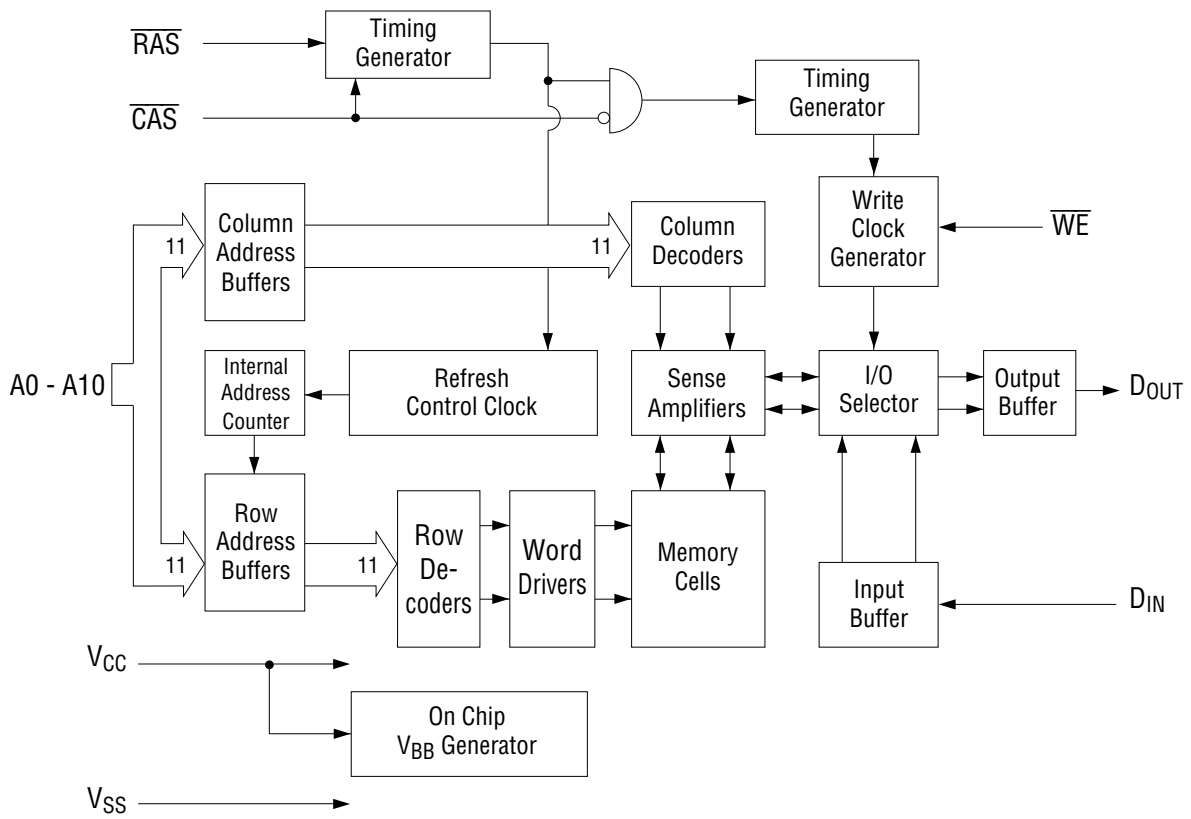 RAS
Timing
Generator
CAS
Timing
Generator
Column
Address
Buffers
11
11
Column
Decoders
Write
Clock
Generator
WE
A0 - A10
Internal
Address
Counter
Refresh
Control Clock
Sense
Amplifiers
I/O
Selector
Output
Buffer
DOUT
11
Row
Address
Buffers
11
Row
De-
coders
Word
Drivers
Memory
Cells
Input
Buffer
DIN
VCC
On Chip
VBB Generator
VSS